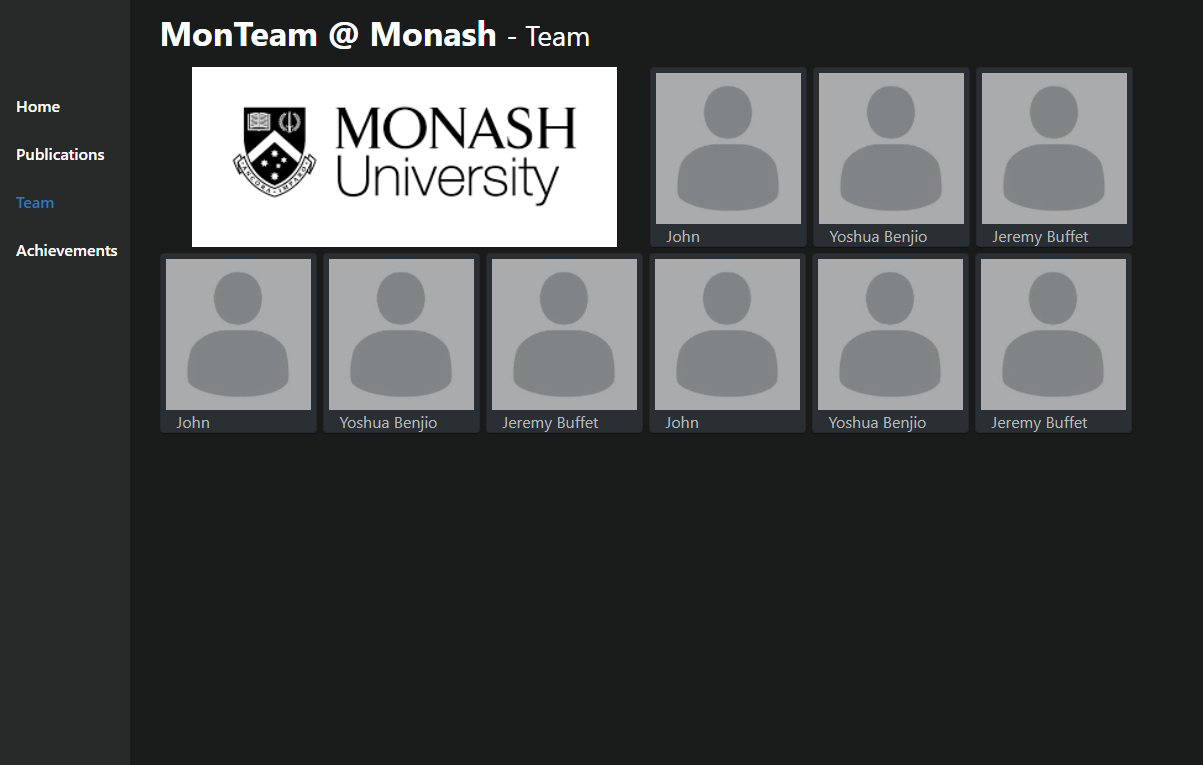 MonTeam @ Monash - Team
Home
Publications
Team
Achievements
MONASH
University
ANCORA IMPARO
John
Yoshua Benjio
Jeremy Buffet
John
Yoshua Benjio
Jeremy Buffet
John
Yoshua Benjio
Jeremy Buffet